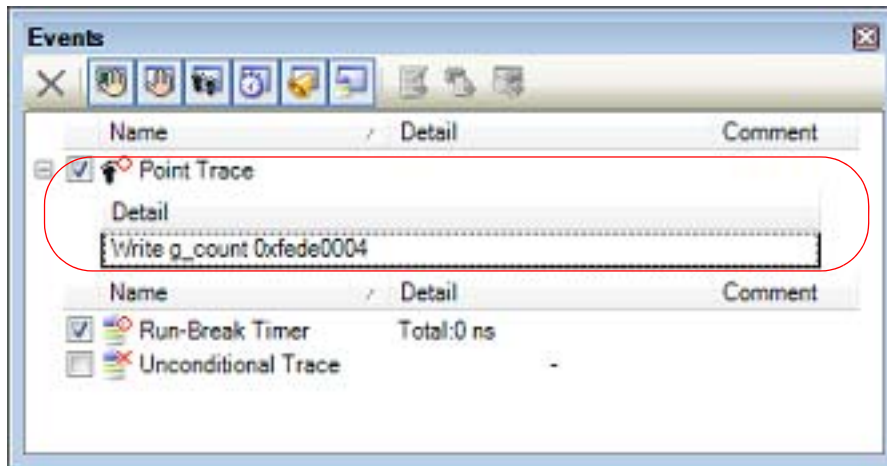 Events
Name / Detail Comment
Point Trace
Detail
Write g_count 0xfede0004
Name / Detail Comment
Run-Break Timer Total:0 ns
Unconditional Trace -